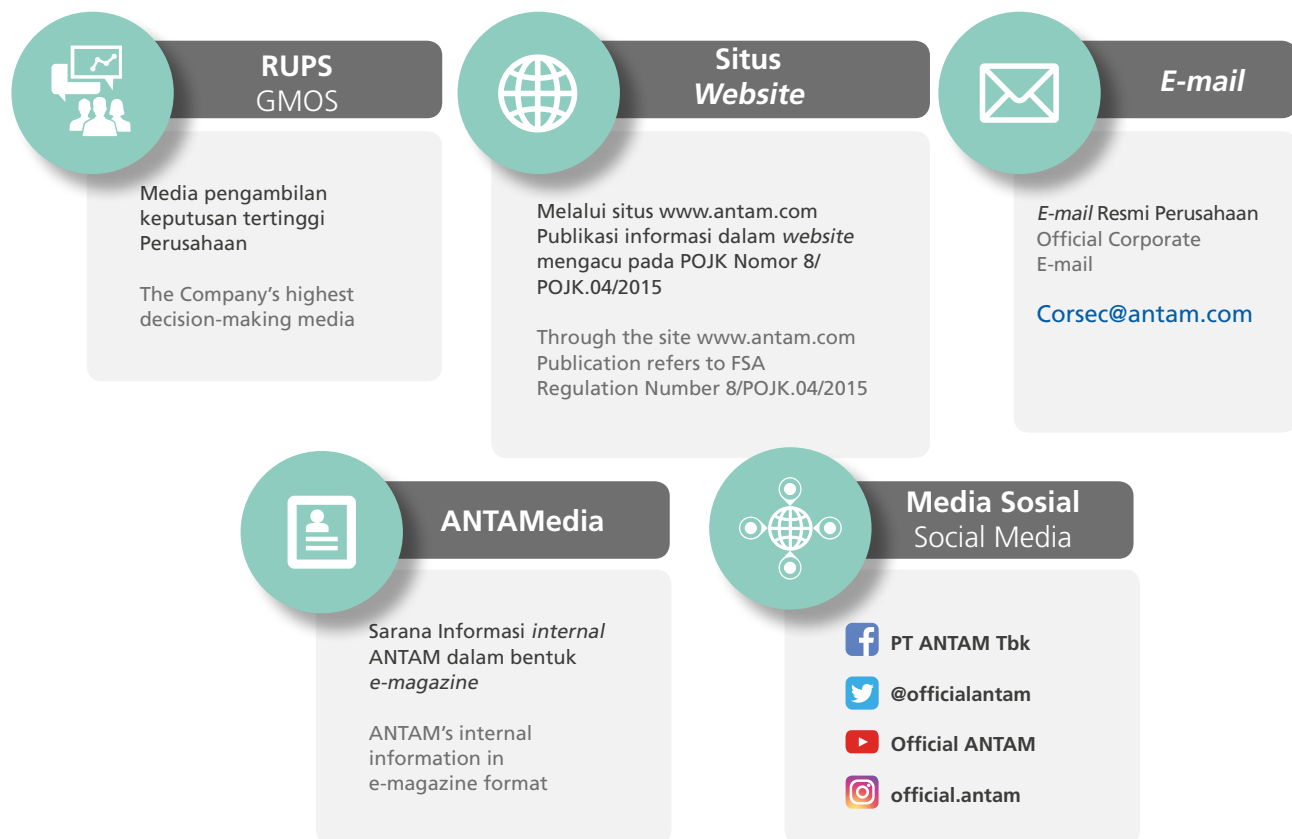 RUPS
GMOS
Media pengambilan
keputusan tertinggi
Perusahaan
The Company’s highest
decision-making media
Situs
Website
Melalui situs www.antam.com
Publikasi informasi dalam website
mengacu pada POJK Nomor 8/
POJK.04/2015
Through the site www.antam.com
Publication refers to FSA
Regulation Number 8/POJK.04/2015
E-mail
E-mail Resmi Perusahaan
Official Corporate
E-mail
Corsec@antam.com
ANTAMedia
Sarana Informasi internal
ANTAM dalam bentuk
e-magazine
ANTAM’s internal
information in
e-magazine format
Media Sosial
Social Media
PT ANTAM Tbk
@officialantam
Official ANTAM
official.antam